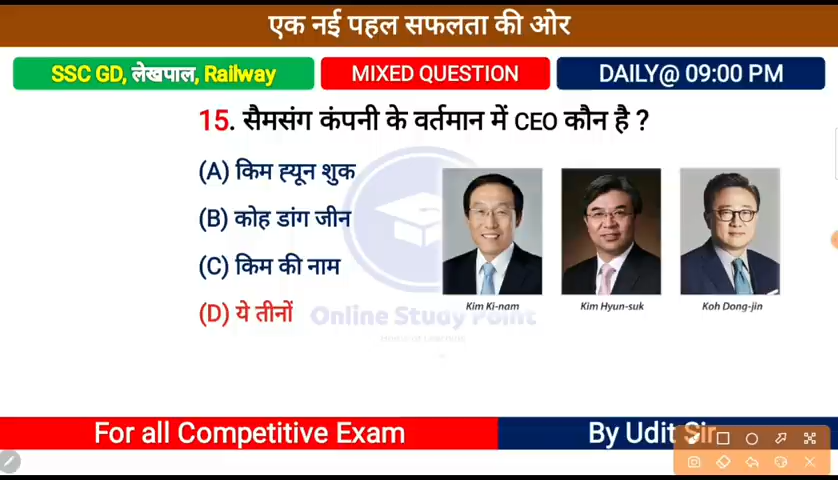 एक नई पहल सफलता की ओर
SSC GD, लेखपाल, Railway
MIXED QUESTION
DAILY@ 09:00 PM
15. सैमसंग कंपनी के वर्तमान में CEO कौन है ?
(A) किम ह्यून शुक
(B) कोह डांग जीन
(C) किम की नाम
(D) ये तीनों
Kim Ki-nam
Kim Hyun-suk
Koh Dong-jin
Online Study Point
For all Competitive Exam
By Udit Sir